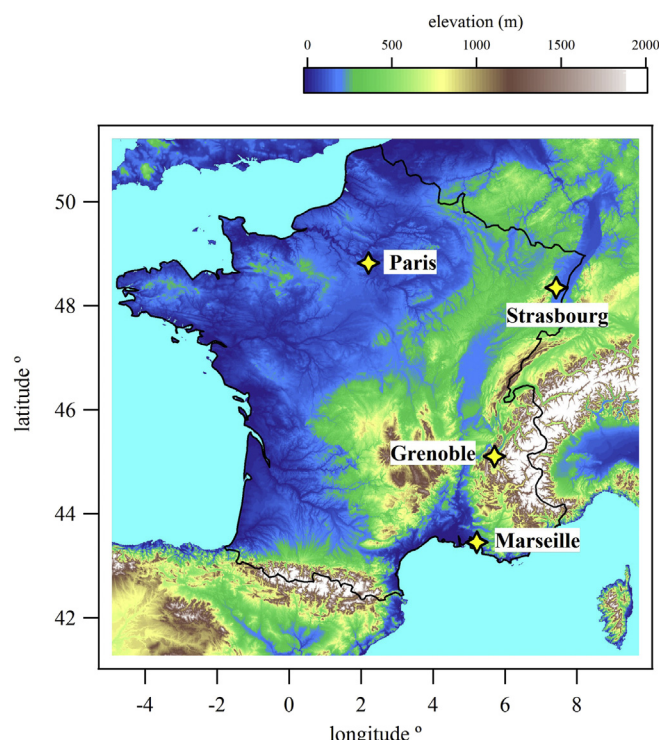 elevation (m)
0 500 1000 1500 2000
50
Paris
48
Strasbourg
latitude º
46
Grenoble
44
Marseille
42
-4 -2 0 2 4 6 8
longitude º